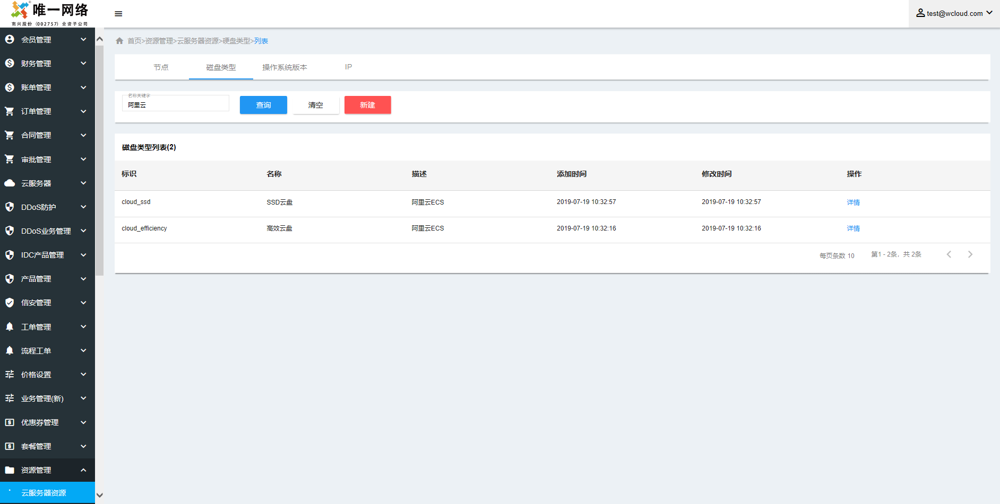 唯一网络
南兴股份 (002757) 全资子公司
test@wcloud.com
会员管理
财务管理
账单管理
订单管理
合同管理
审批管理
云服务器
DDoS防护
DDoS业务管理
IDC产品管理
产品管理
信安管理
工单管理
流程工单
价格设置
业务管理(新)
优惠券管理
套餐管理
资源管理
云服务器资源
首页>资源管理>云服务器资源>硬盘类型>列表
节点 磁盘类型 操作系统版本 IP
名称关键字
阿里云 查询 清空 新建
磁盘类型列表(2)
标识 名称 描述 添加时间 修改时间 操作
cloud_ssd SSD云盘 阿里云ECS 2019-07-19 10:32:57 2019-07-19 10:32:57 详情
cloud_efficiency 高效云盘 阿里云ECS 2019-07-19 10:32:16 2019-07-19 10:32:16 详情
每页条数 10 第1 - 2条，共 2条